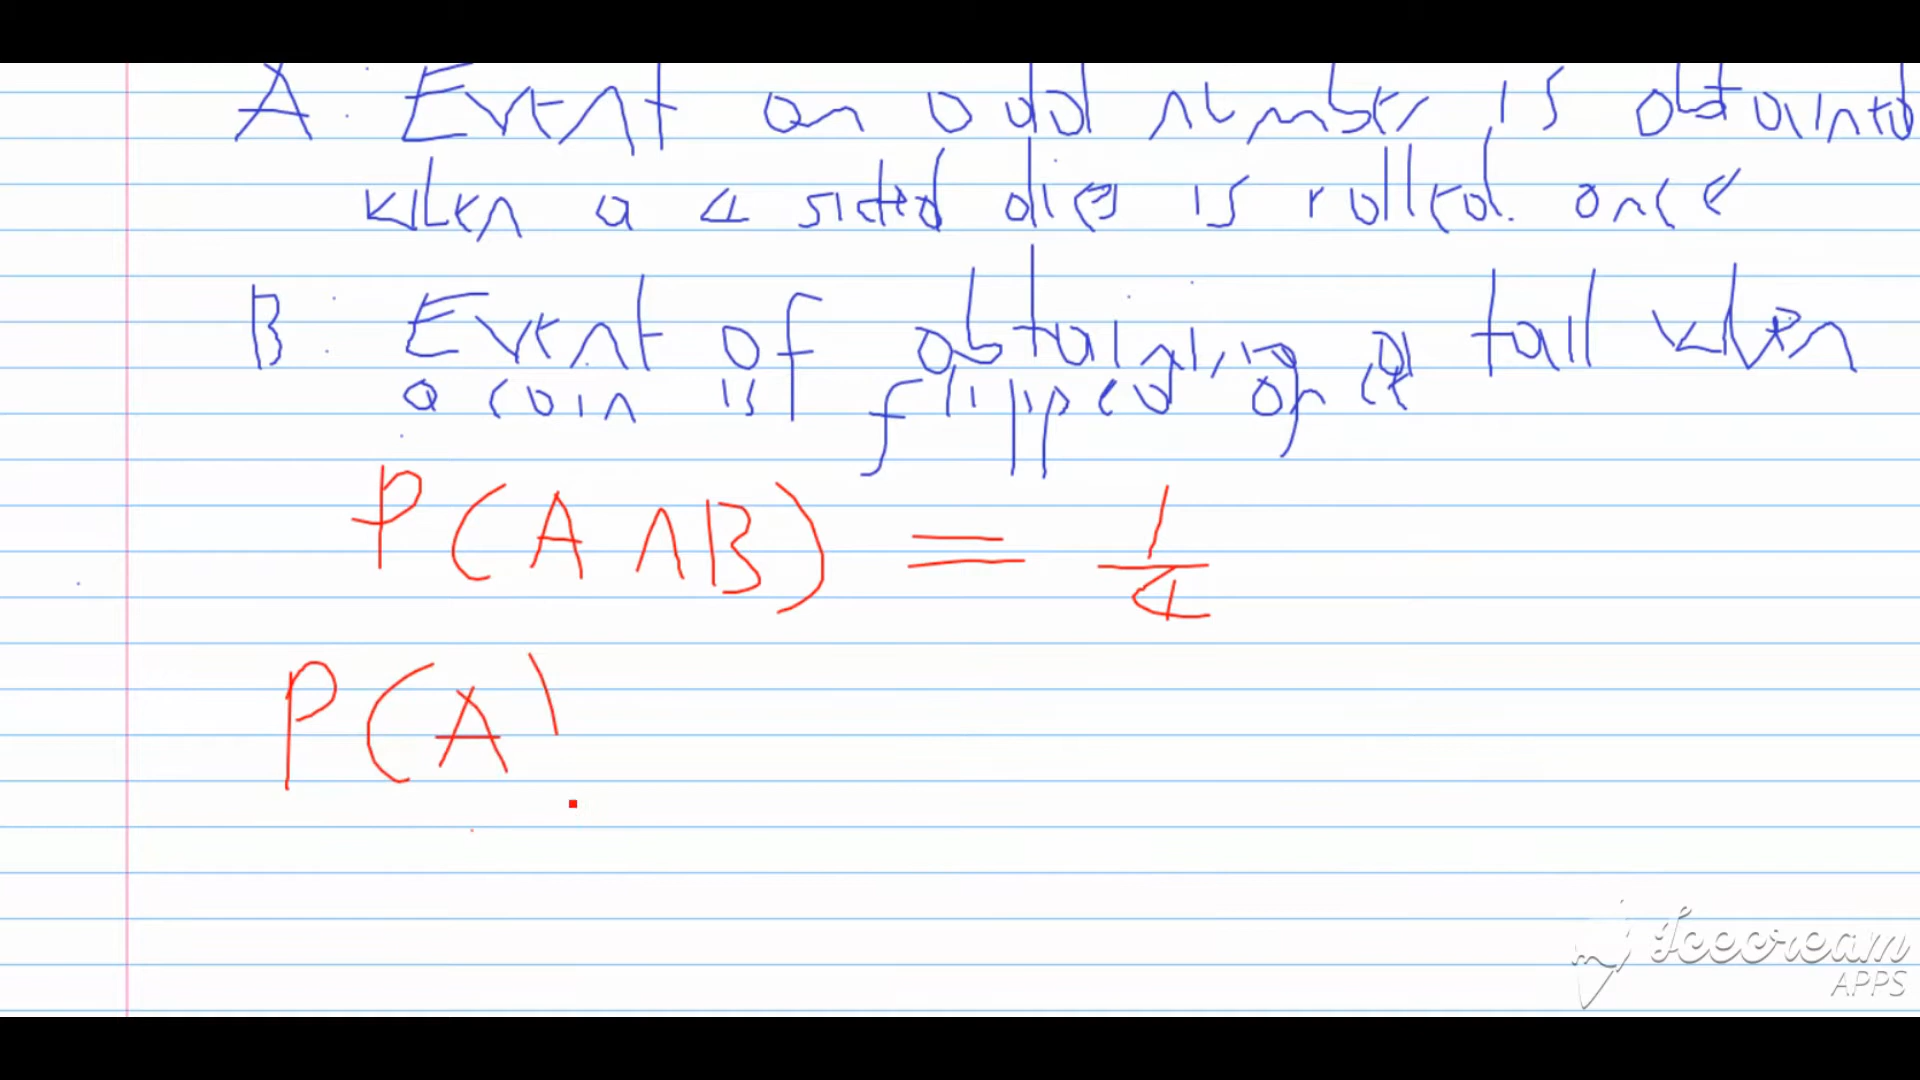 A: Event an odd number is obtained
when a 4 sided dies is rolled. once
B: Event of obtaining a tail when
a coin is flipped once
P(A∩B) = 1/4
P(A)
Icecream
APPS